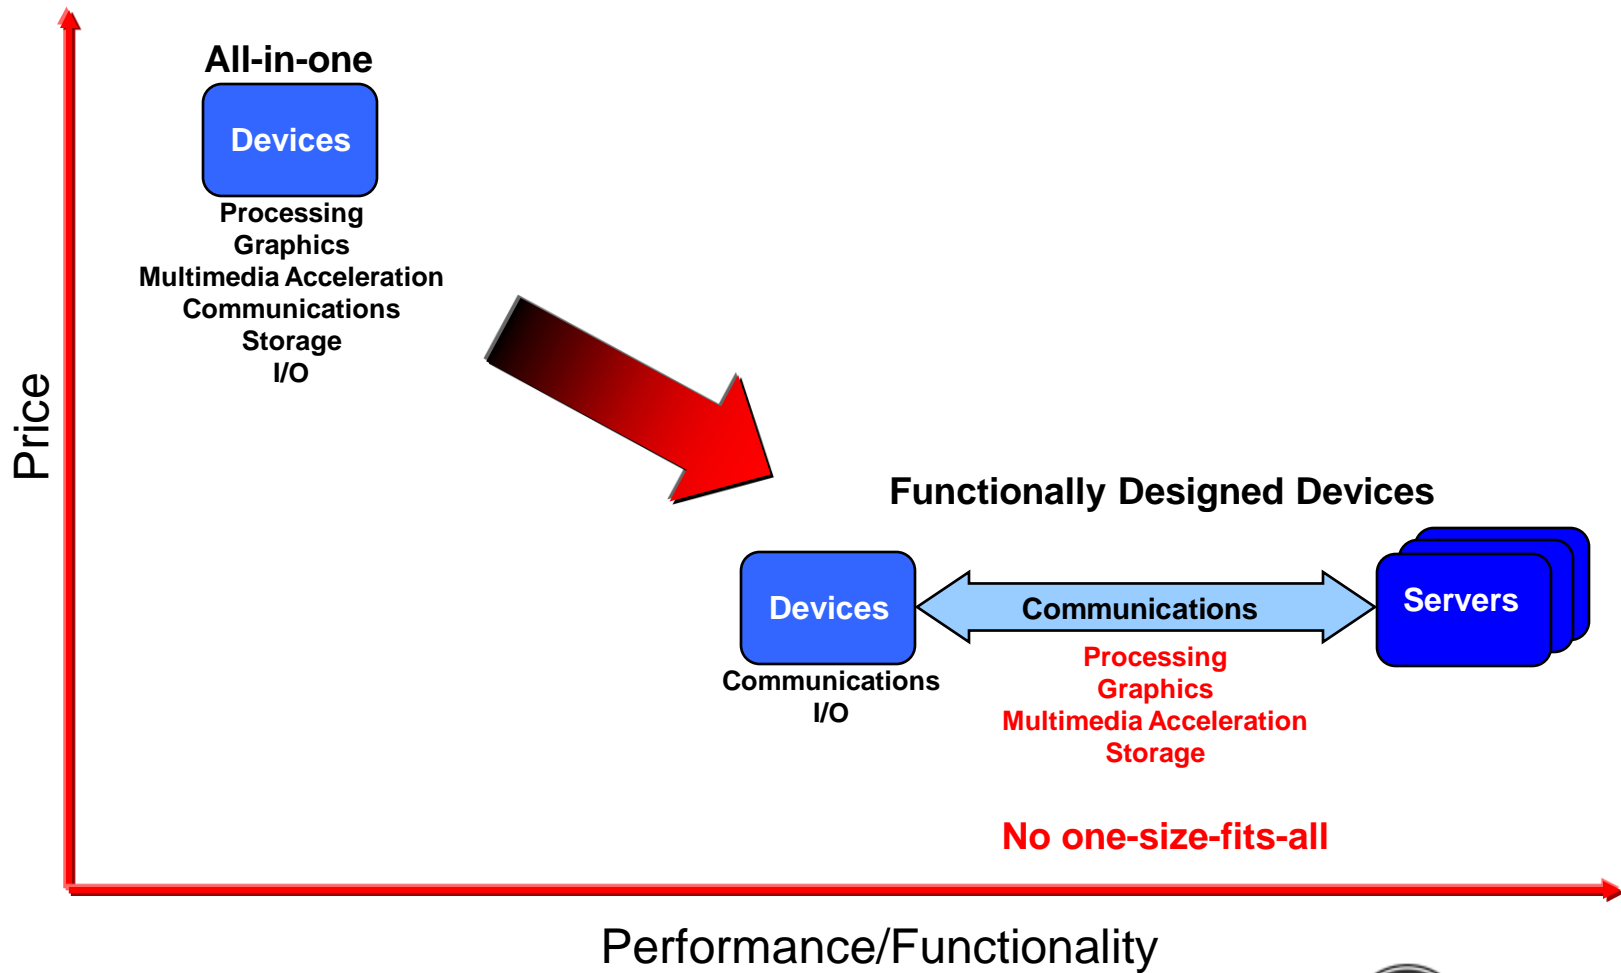 All-in-one
Devices
Processing
Graphics
Multimedia Acceleration
Communications
Storage
I/O
Price
Functionally Designed Devices
Devices
Communications
Servers
Communications
I/O
Processing
Graphics
Multimedia Acceleration
Storage
No one-size-fits-all
Performance/Functionality